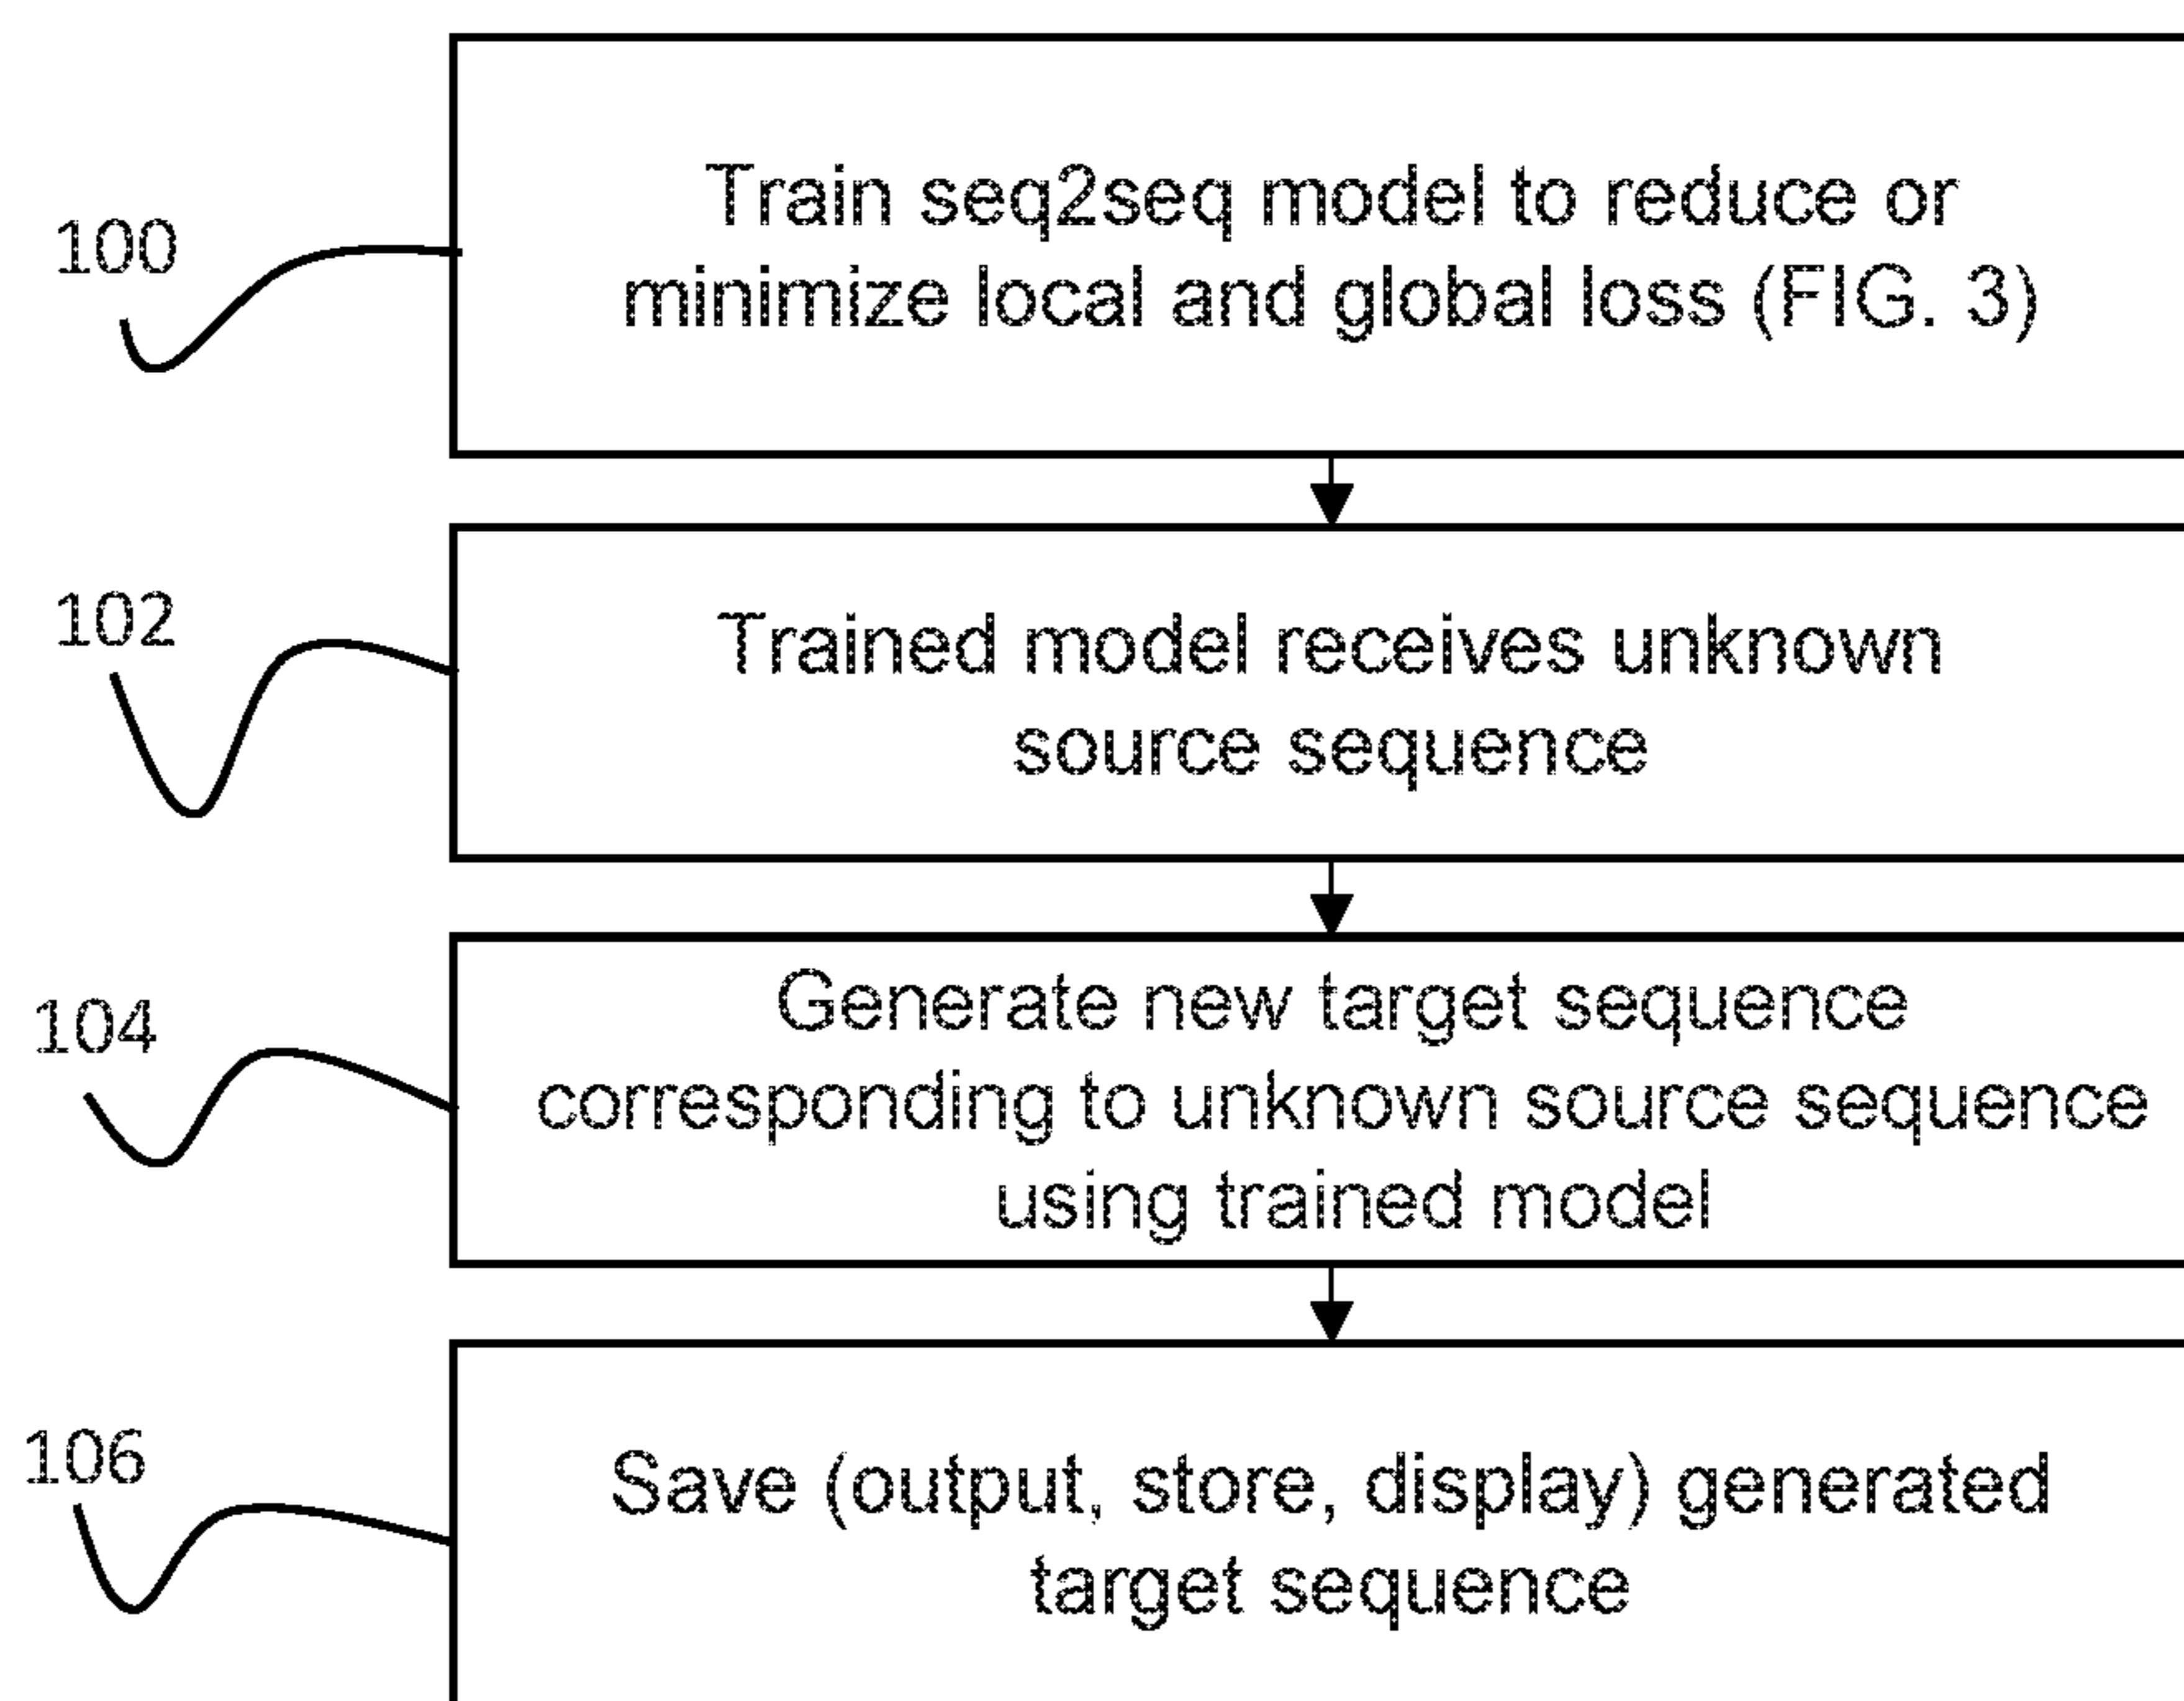 100
Train seq2seq model to reduce or
minimize local and global loss (FIG. 3)
102
Trained model receives unknown
source sequence
104
Generate new target sequence
corresponding to unknown source sequence
using trained model
106
Save (output, store, display) generated
target sequence